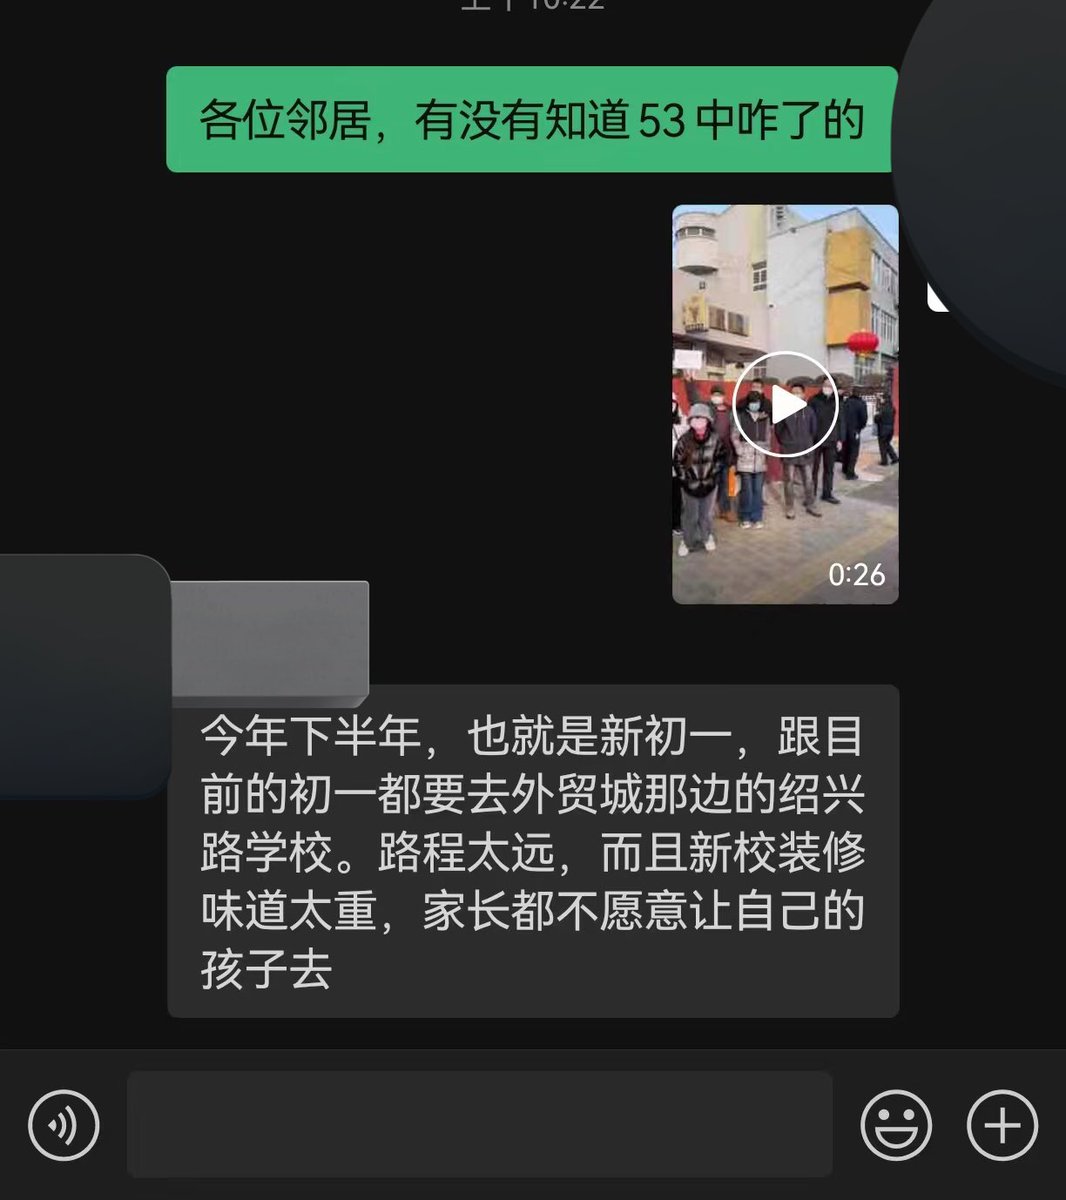 各位邻居，有没有知道53中咋了的
0:26
今年下半年，也就是新初一，跟目
前的初一都要去外贸城那边的绍兴
路学校。路程太远，而且新校装修
味道太重，家长都不愿意让自己的
孩子去